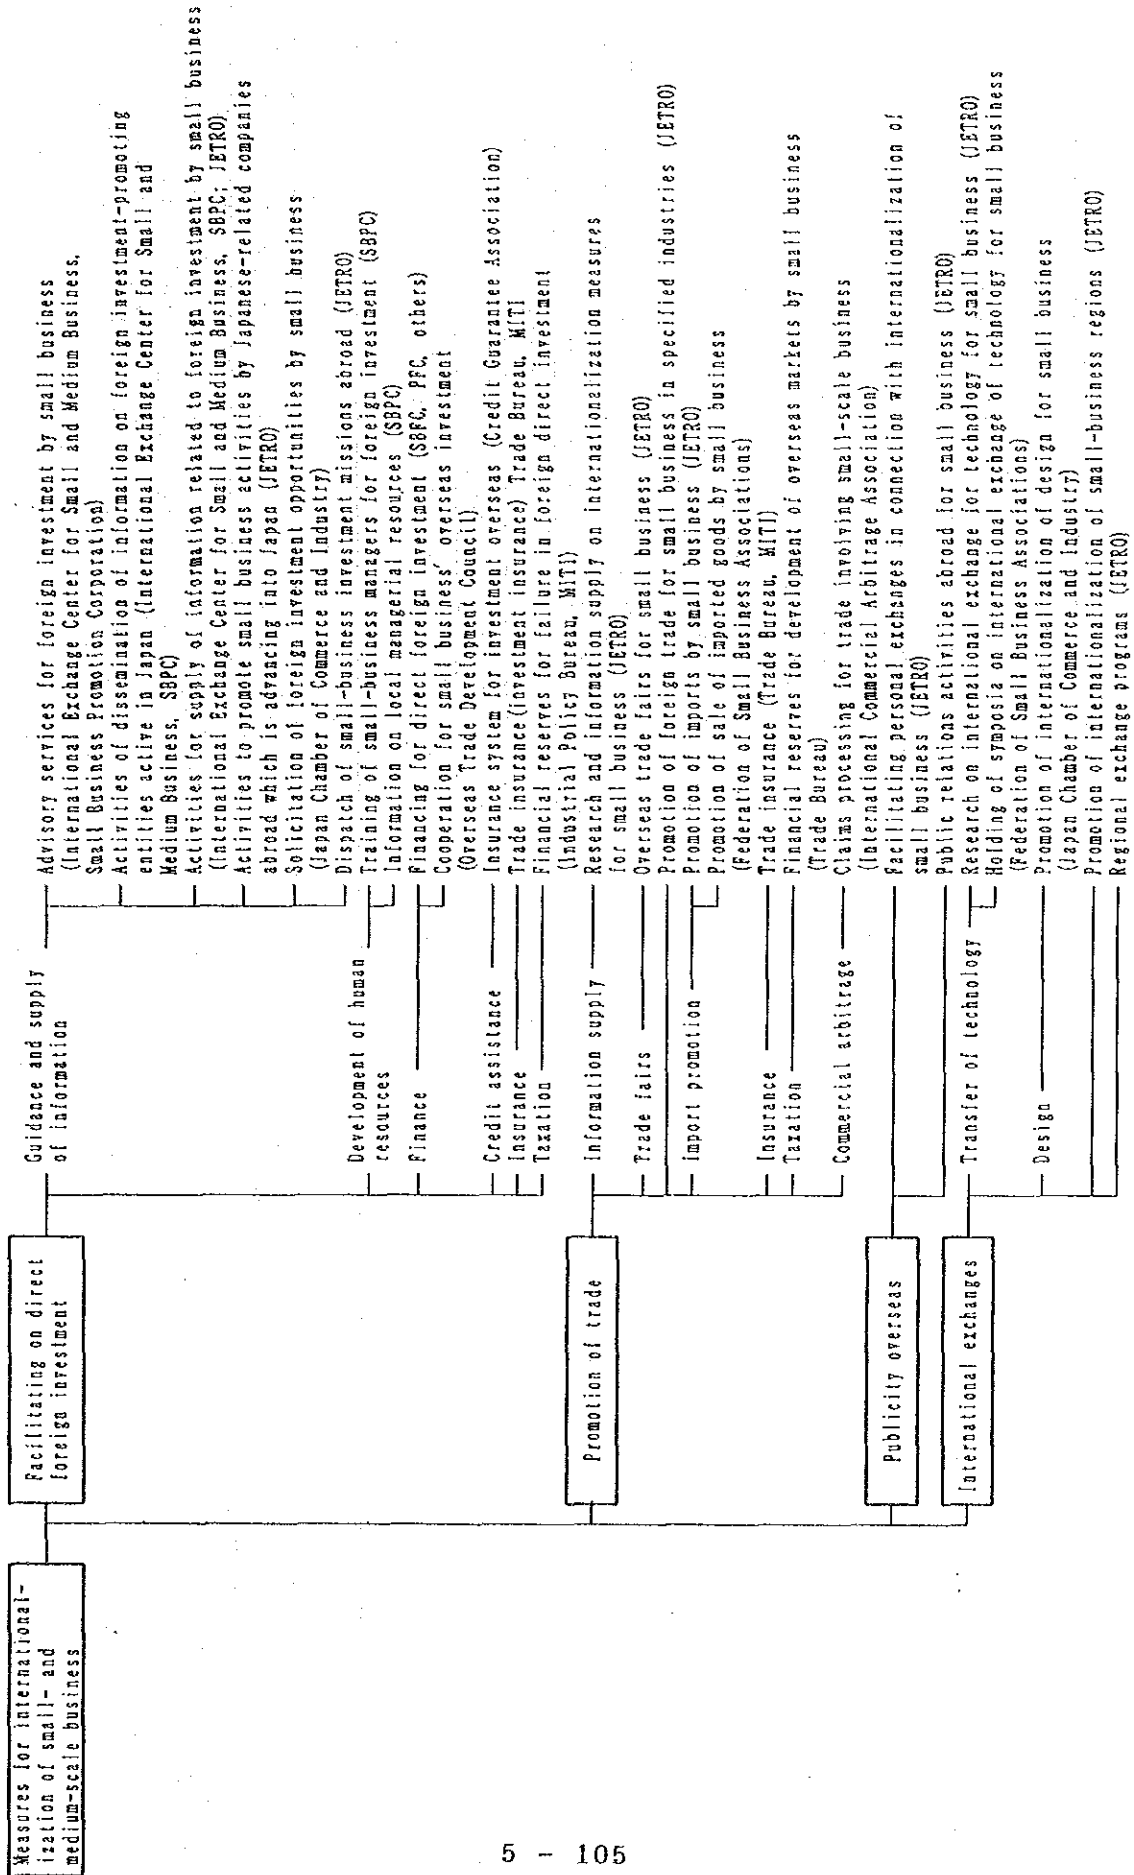 Measures for international-
ization of small- and
medium-scale business
Facilitating on direct
foreign investment
Guidance and supply
of information
Advisory services for foreign investment by small business
(International Exchange Center for Small and Medium Business,
Small Business Promotion Corporation)
Activities of dissemination of information on foreign investment-promoting
entities active in Japan (International Exchange Center for Small and
Medium Business, SBPC)
Activities for supply of information related to foreign investment by small business
(International Exchange Center for Small and Medium Business, SBPC; JETRO)
Activities to promote small business activities by Japanese-related companies
abroad which is advancing into Japan (JETRO)
Soliciation of foreign investment opportunities by small business
(Japan Chamber of Commerce and Industry)
Dispatch of small-business investment missions abroad (JETRO)
Development of human
resources
Training of small-business manages for foreign investment (SBPC)
Information on local managerial resources (SBPC)
Finance
Financing for direct foreign investment (SBFC, PFC, others)
Cooperation for small business' overseas investment
(Overseas Trade Development Council)
Credit assistance
Insurance system for investment overseas (Credit Guarantee Association)
Insurance
Trade insurance (investment insurance) Trade Bureau, MITI
Taxation
Financial reserves for failure in foreign direct investment
(Industrial Policy Bureau, MITI)
Promotion of trade
Information supply
Research and information supply on internationalization measures
for small business (JETRO)
Trade fairs
Overseas trade fairs for small business (JETRO)
Promotion of foreign trade for small business in specified industries (JETRO)
import promotion
Promotion of imports by small business (JETRO)
Promotion of sale of imported goods by small business
(Federation of Small Business Associations)
Insurance
Trade insurance (Trade Bureau, MITI)
Taxation
Financial reserves for development of overseas markets by small business
(Trade Bureau)
Commercial arbitrage
Claims processing for trade involving small-scale business
(International Commercial Arbitrage Association)
Publicity overseas
Facilitating personal exchanges in connection with internationalization of
small business (JETRO)
Public relations activities abroad for small business (JETRO)
International exchanges
Transfer of technology
Research on international exchange for technology for small business (JETRO)
Holding of symposia on international exchange of technology for small business
(Federation of Small Business Associations)
Design
Promotion of internationalization of design for small business
(Japan Chamber of Commerce and Industry)
Promotion of internationalization of small-business regions (JETRO)
Regional exchange programs (JETRO)
5 - 105